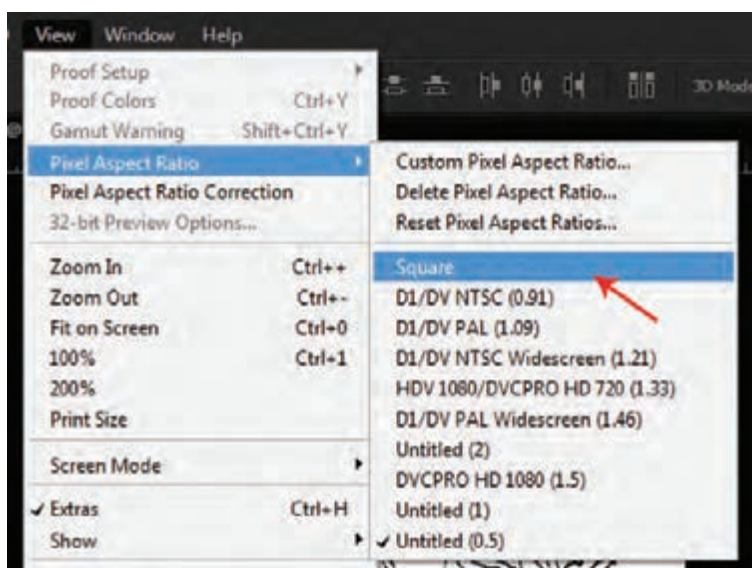 View Window Help
3D Mode
Proof Setup
Proof Colors Ctrl+Y
Gamut Warning Shift+Ctrl+Y
Pixel Aspect Ratio
Pixel Aspect Ratio Correction
32-bit Preview Options...
Zoom In Ctrl++
Zoom Out Ctrl+-
Fit on Screen Ctrl+0
100% Ctrl+1
200%
Print Size
Screen Mode
Extras Ctrl+H
Show
Custom Pixel Aspect Ratio...
Delete Pixel Aspect Ratio...
Reset Pixel Aspect Ratios...
Square
D1/DV NTSC (0.91)
D1/DV PAL (1.09)
D1/DV NTSC Widescreen (1.21)
HDV 1080/DVCPRO HD 720 (1.33)
D1/DV PAL Widescreen (1.46)
Untitled (2)
DVCPRO HD 1080 (1.5)
Untitled (1)
Untitled (0.5)